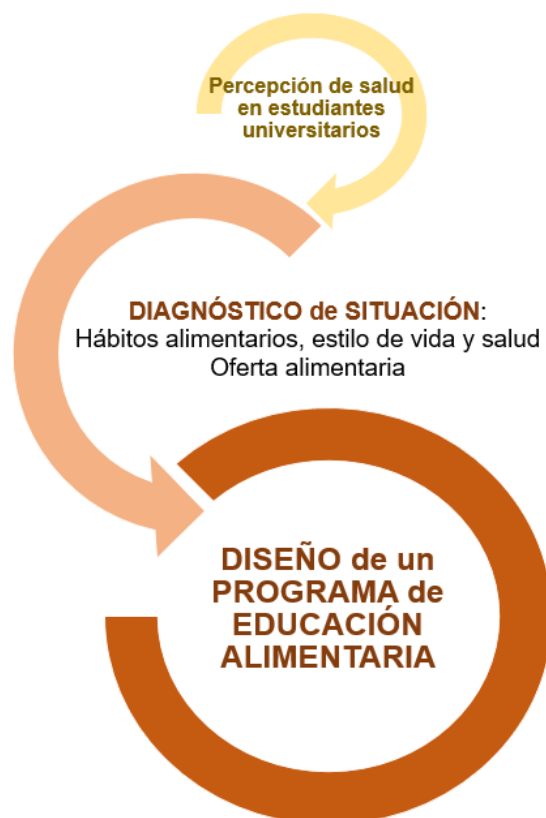 Percepción de salud
en estudiantes
universitarios
DIAGNÓSTICO de SITUACIÓN:
Hábitos alimentarios, estilo de vida y salud
Oferta alimentaria
DISEÑO de un
PROGRAMA de
EDUCACIÓN
ALIMENTARIA